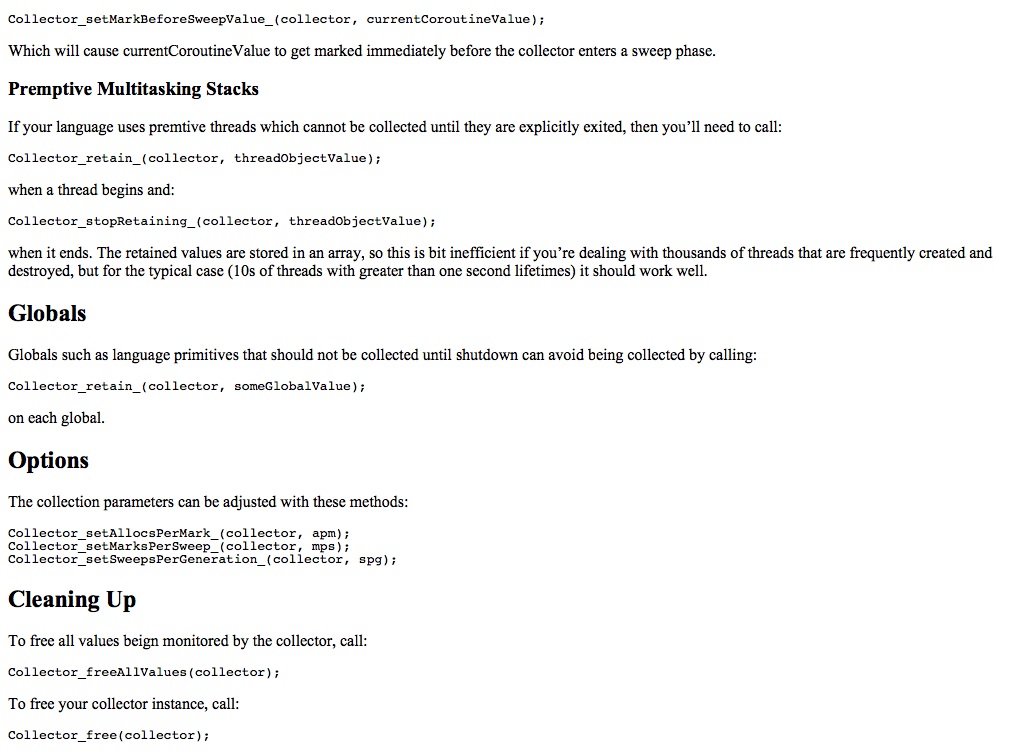 Collector_setMarkBeforeSweepValue_(collector, currentCoroutineValue);
Which will cause currentCoroutineValue to get marked immediately before the collector enters a sweep phase.
Premptive Multitasking Stacks
If your language uses premtive threads which cannot be collected until they are explicitly exited, then you’ll need to call:
Collector_retain_(collector, threadObjectValue);
when a thread begins and:
Collector_stopRetaining_(collector, threadObjectValue);
when it ends. The retained values are stored in an array, so this is bit inefficient if you’re dealing with thousands of threads that are frequently created and
destroyed, but for the typical case (10s of threads with greater than one second lifetimes) it should work well.
Globals
Globals such as language primitives that should not be collected until shutdown can avoid being collected by calling:
Collector_retain_(collector, someGlobalValue);
on each global.
Options
The collection parameters can be adjusted with these methods:
Collector_setAllocsPerMark_(collector, apm);
Collector_setMarksPerSweep_(collector, mps);
Collector_setSweepsPerGeneration_(collector, spg);
Cleaning Up
To free all values beign monitored by the collector, call:
Collector_freeAllValues(collector);
To free your collector instance, call:
Collector_free(collector);